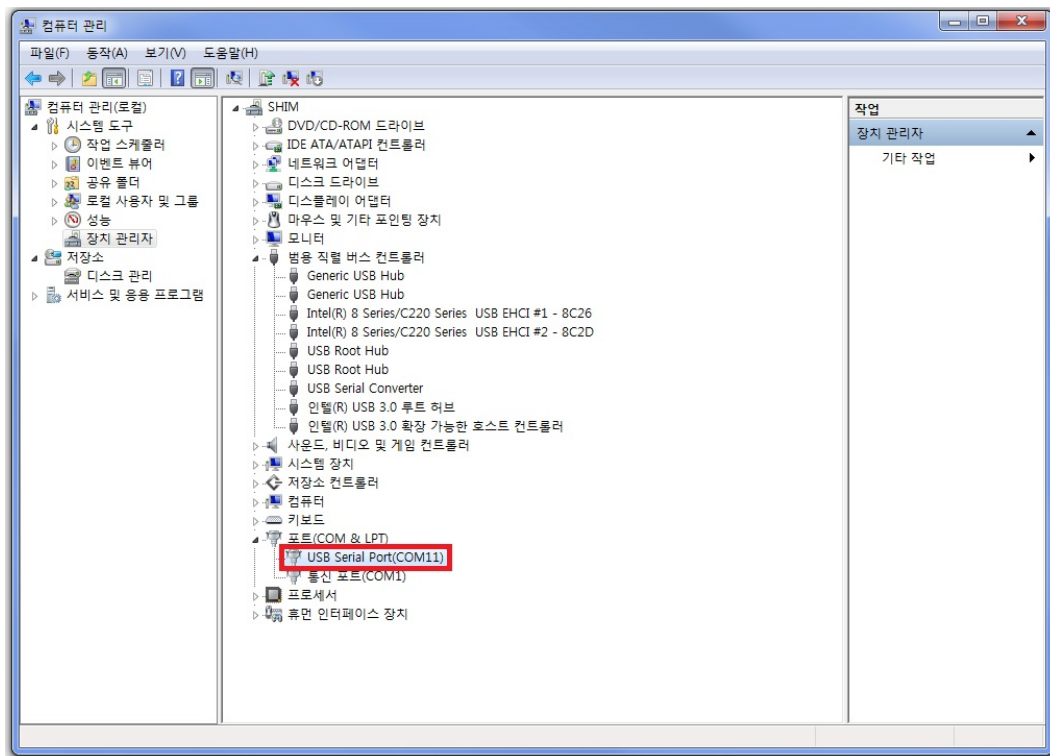 컴퓨터 관리
파일(F) 동작(A) 보기(V) 도움말(H)
컴퓨터 관리(로컬)
시스템 도구
작업 스케줄러
이벤트 뷰어
공유 폴더
로컬 사용자 및 그룹
성능
장치 관리자
저장소
디스크 관리
서비스 및 응용 프로그램
SHIM
DVD/CD-ROM 드라이브
IDE ATA/ATAPI 컨트롤러
네트워크 어댑터
디스크 드라이브
디스플레이 어댑터
마우스 및 기타 포인팅 장치
모니터
범용 직렬 버스 컨트롤러
Generic USB Hub
Generic USB Hub
Intel(R) 8 Series/C220 Series USB EHCI #1 - 8C26
Intel(R) 8 Series/C220 Series USB EHCI #2 - 8C2D
USB Root Hub
USB Root Hub
USB Serial Converter
인텔(R) USB 3.0 루트 허브
인텔(R) USB 3.0 확장 가능한 호스트 컨트롤러
사운드, 비디오 및 게임 컨트롤러
시스템 장치
저장소 컨트롤러
컴퓨터
키보드
포트(COM & LPT)
USB Serial Port(COM11)
통신 포트(COM1)
프로세서
휴먼 인터페이스 장치
작업
장치 관리자
기타 작업